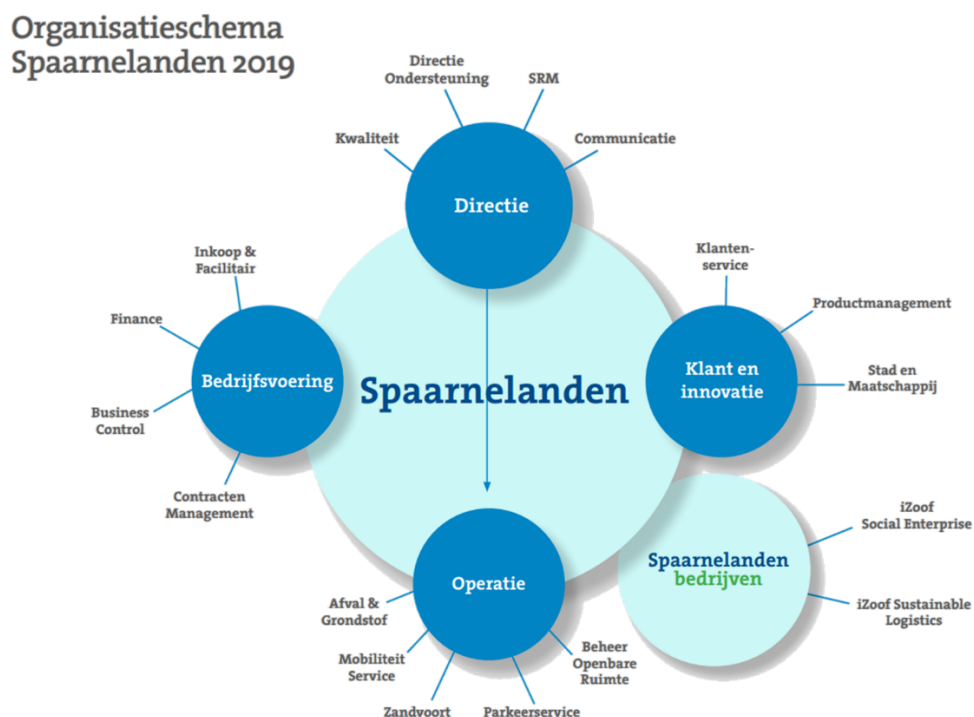 Organisatieschema
Spaarnelanden 2019
Directie
Ondersteuning
SRM
Kwaliteit
Communicatie
Directie
Inkoop &
Facilitair
Finance
Bedrijfsvoering
Business
Control
Contracten
Management
Spaarnelanden
Klanten-
service
Productmanagement
Klant en
innovatie
Stad en
Maatschappij
Operatie
Afval &
Grondstof
Mobiliteit
Service
Zandvoort
Parkeerservice
Beheer
Openbare
Ruimte
Spaarnelanden
bedrijven
iZoof
Social Enterprise
iZoof Sustainable
Logistics